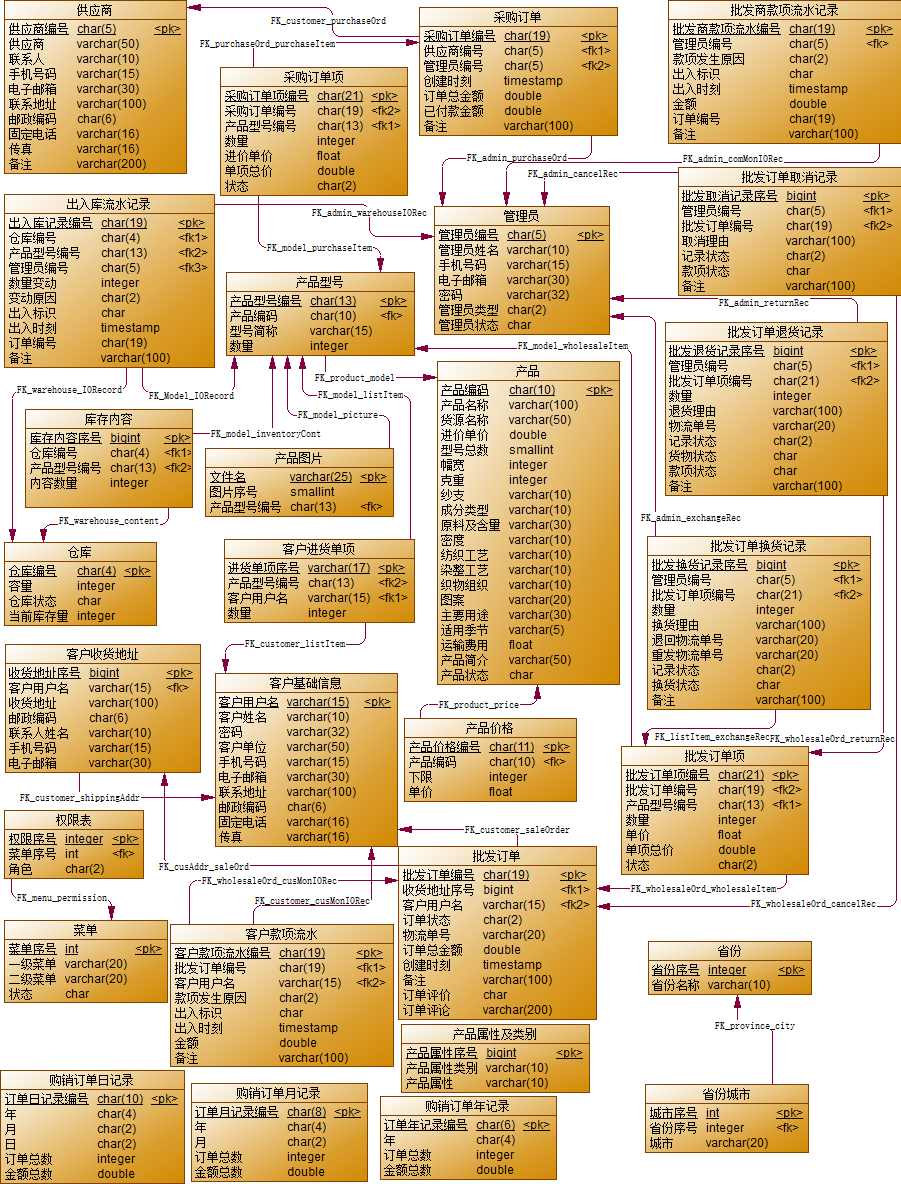 供应商
供应商编号 char(5) <pk>
供应商 varchar(50)
联系人 varchar(10)
手机号码 varchar(15)
电子邮箱 varchar(30)
联系地址 varchar(100)
邮政编码 char(6)
固定电话 varchar(16)
传真 varchar(16)
备注 varchar(200)
FK_customer_purchaseOrd
FK_purchaseOrd_purchaseItem
采购订单
采购订单编号 char(19) <pk>
供应商编号 char(5) <fk1>
管理员编号 char(5) <fk2>
创建时刻 timestamp
订单总金额 double
已付款金额 double
备注 varchar(100)
批发商款项流水记录
批发商款项流水编号 char(19) <pk>
管理员编号 char(5) <fk>
款项发生原因 char(2)
出入标识 char
出入时刻 timestamp
金额 double
订单编号 char(19)
备注 varchar(100)
采购订单项
采购订单项编号 char(21) <pk>
采购订单编号 char(19) <fk2>
产品型号编号 char(13) <fk1>
数量 integer
进价单价 float
单项总价 double
状态 char(2)
FK_admin_purchaseOrd
FK_admin_comMonIORec
FK_admin_cancelRec
批发订单取消记录
批发取消记录序号 bigint <pk>
管理员编号 char(5) <fk1>
批发订单编号 char(19) <fk2>
取消理由 varchar(100)
记录状态 char(2)
款项状态 char
备注 varchar(100)
出入库流水记录
出入库记录编号 char(19) <pk>
仓库编号 char(4) <fk1>
产品型号编号 char(13) <fk2>
管理员编号 char(5) <fk3>
数量变动 integer
变动原因 char(2)
出入标识 char
出入时刻 timestamp
订单编号 char(19)
备注 varchar(100)
FK_admin_warehouseIORec
FK_model_purchaseItem
管理员
管理员编号 char(5) <pk>
管理员姓名 varchar(10)
手机号码 varchar(15)
电子邮箱 varchar(30)
密码 varchar(32)
管理员类型 char(2)
管理员状态 char
产品型号
产品型号编号 char(13) <pk>
产品编码 char(10) <fk>
型号简称 varchar(15)
数量 integer
FK_admin_returnRec
批发订单退货记录
批发退货记录序号 bigint <pk>
管理员编号 char(5) <fk1>
批发订单项编号 char(21) <fk2>
数量 integer
退货理由 varchar(100)
物流单号 varchar(20)
记录状态 char(2)
货物状态 char
款项状态 char
备注 varchar(100)
FK_model_wholesaleItem
FK_product_model
FK_model_listItem
FK_model_picture
FK_model_inventoryCont
FK_warehouse_IORecord
FK_Model_IORecord
产品
产品编码 char(10) <pk>
产品名称 varchar(100)
货源名称 varchar(50)
进价单价 double
型号总数 smallint
幅宽 integer
克重 integer
纱支 varchar(10)
成分类型 varchar(10)
原料及含量 varchar(30)
密度 varchar(10)
纺织工艺 varchar(10)
染整工艺 varchar(10)
织物组织 varchar(10)
图案 varchar(20)
主要用途 varchar(30)
适用季节 varchar(5)
运输费用 float
产品简介 varchar(50)
产品状态 char
库存内容
库存内容序号 bigint <pk>
仓库编号 char(4) <fk1>
产品型号编号 char(13) <fk2>
内容数量 integer
产品图片
文件名 varchar(25) <pk>
图片序号 smallint
产品型号编号 char(13) <fk>
FK_warehouse_content
FK_admin_exchangeRec
仓库
仓库编号 char(4) <pk>
容量 integer
仓库状态 char
当前库存量 integer
客户进货单项
进货单项序号 varchar(17) <pk>
产品型号编号 char(13) <fk2>
客户用户名 varchar(15) <fk1>
数量 integer
批发订单换货记录
批发换货记录序号 bigint <pk>
管理员编号 char(5) <fk1>
批发订单项编号 char(21) <fk2>
数量 integer
换货理由 varchar(100)
退回物流单号 varchar(20)
重发物流单号 varchar(20)
记录状态 char(2)
换货状态 char
备注 varchar(100)
FK_customer_listItem
客户收货地址
收货地址序号 bigint <pk>
客户用户名 varchar(15) <fk>
收货地址 varchar(100)
邮政编码 char(6)
联系人姓名 varchar(10)
手机号码 varchar(15)
电子邮箱 varchar(30)
客户基础信息
客户用户名 varchar(15) <pk>
客户姓名 varchar(10)
密码 varchar(32)
客户单位 varchar(50)
手机号码 varchar(15)
电子邮箱 varchar(30)
联系地址 varchar(100)
邮政编码 char(6)
固定电话 varchar(16)
传真 varchar(16)
FK_product_price
产品价格
产品价格编号 char(11) <pk>
产品编码 char(10) <fk>
下限 integer
单价 float
FK_listItem_exchangeRec
FK_wholesaleOrd_returnRec
批发订单项
批发订单项编号 char(21) <pk>
批发订单编号 char(19) <fk2>
产品型号编号 char(13) <fk1>
数量 integer
单价 float
单项总价 double
状态 char(2)
FK_customer_shippingAddr
权限表
权限序号 integer <pk>
菜单序号 int <fk>
角色 char(2)
FK_customer_saleOrder
FK_cusAddr_saleOrd
FK_wholesaleOrd_cusMonIORec
FK_customer_cusMonIORec
FK_menu_permission
批发订单
批发订单编号 char(19) <pk>
收货地址序号 bigint <fk1>
客户用户名 varchar(15) <fk2>
订单状态 char(2)
物流单号 varchar(20)
订单总金额 double
创建时刻 timestamp
备注 varchar(100)
订单评价 char
订单评论 varchar(200)
FK_wholesaleOrd_wholesaleItem
FK_wholesaleOrd_cancelRec
菜单
菜单序号 int <pk>
一级菜单 varchar(20)
二级菜单 varchar(20)
状态 char
客户款项流水
客户款项流水编号 char(19) <pk>
批发订单编号 char(19) <fk1>
客户用户名 varchar(15) <fk2>
款项发生原因 char(2)
出入标识 char
出入时刻 timestamp
金额 double
备注 varchar(100)
省份
省份序号 integer <pk>
省份名称 varchar(10)
FK_province_city
产品属性及类别
产品属性序号 bigint <pk>
产品属性类别 varchar(10)
产品属性 varchar(10)
购销订单日记录
订单日记录编号 char(10) <pk>
年 char(4)
月 char(2)
日 char(2)
订单总数 integer
金额总数 double
购销订单月记录
订单月记录编号 char(8) <pk>
年 char(4)
月 char(2)
订单总数 integer
金额总数 double
购销订单年记录
订单年记录编号 char(6) <pk>
年 char(4)
订单总数 integer
金额总数 double
省份城市
城市序号 int <pk>
省份序号 integer <fk>
城市 varchar(20)